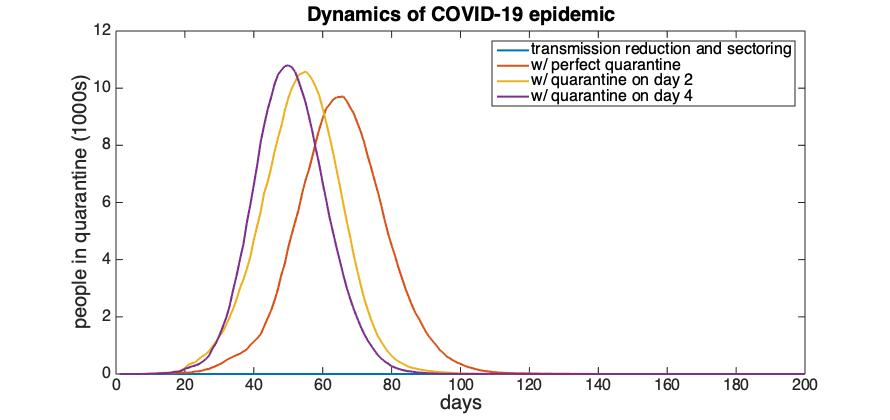 Dynamics of COVID-19 epidemic
transmission reduction and sectoring
w/ perfect quarantine
w/ quarantine on day 2
w/ quarantine on day 4
people in quarantine (1000s)
12
10
8
6
4
2
0
0 20 40 60 80 100 120 140 160 180 200
days